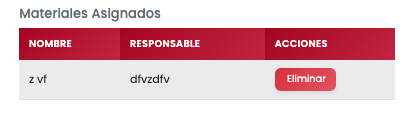 Materiales Asignados
NOMBRE RESPONSABLE ACCIONES
z vf dfvzdfv Eliminar